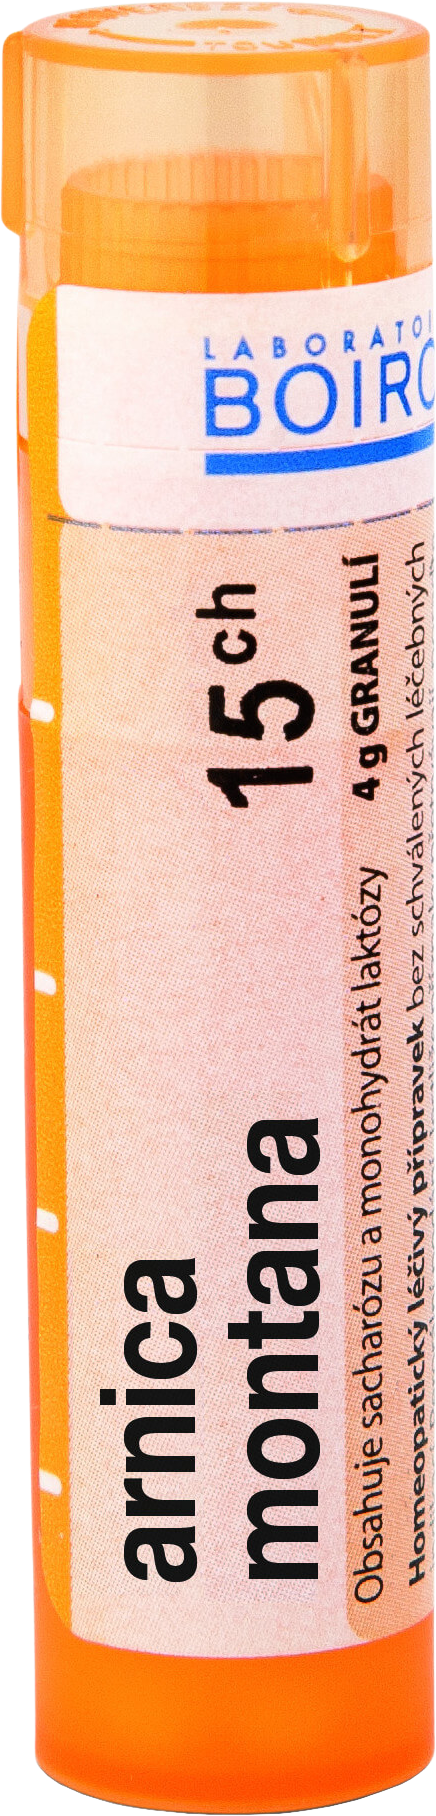 LABORATOI
BOIRO
arnica
montana
15 ch
Obsahuje sacharózu a monohydrát laktózy 4 g GRANULÍ
Homeopatický léčivý přípravek bez schválených léčebných